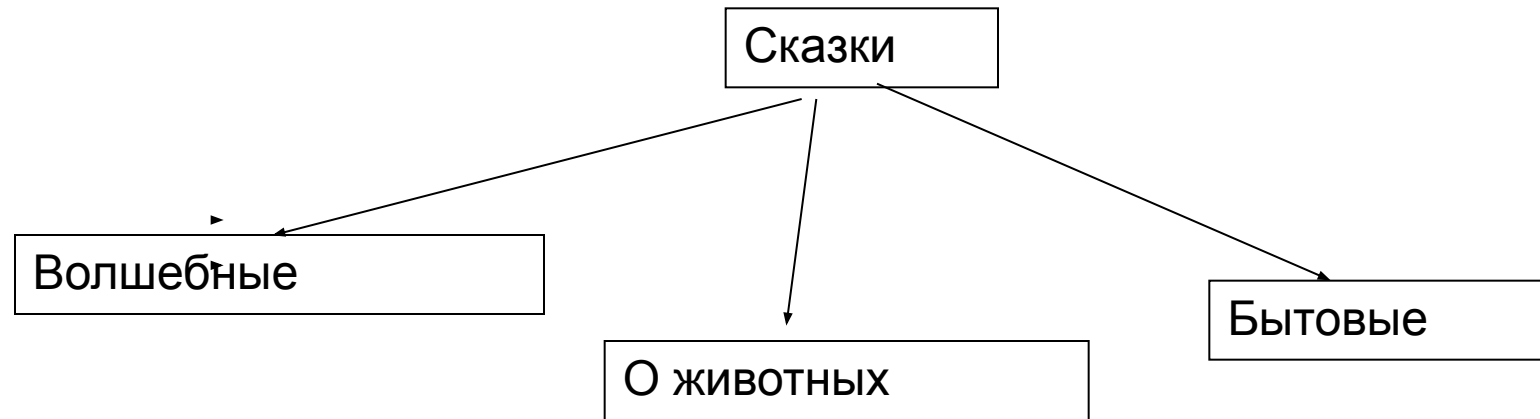 Сказки
Волшебные
О животных
Бытовые